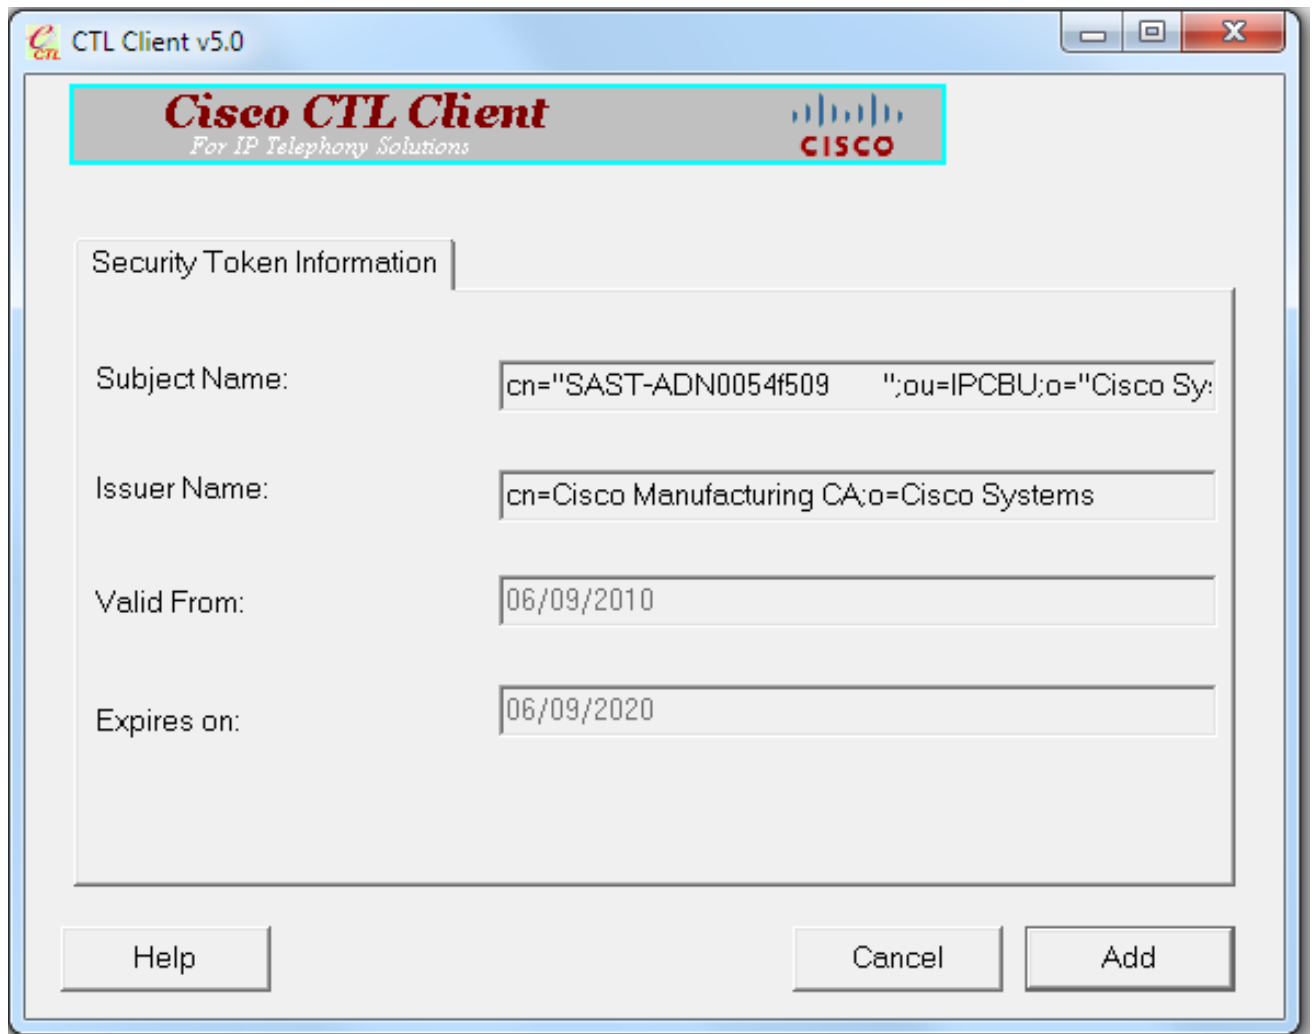 CTL Client v5.0
Cisco CTL Client
For IP Telephony Solutions
CISCO
Security Token Information
Subject Name:
cn="SAST-ADN0054f509 ";ou=IPCBU;o="Cisco Sys
Issuer Name:
cn=Cisco Manufacturing CA;o=Cisco Systems
Valid From:
06/09/2010
Expires on:
06/09/2020
Help
Cancel
Add